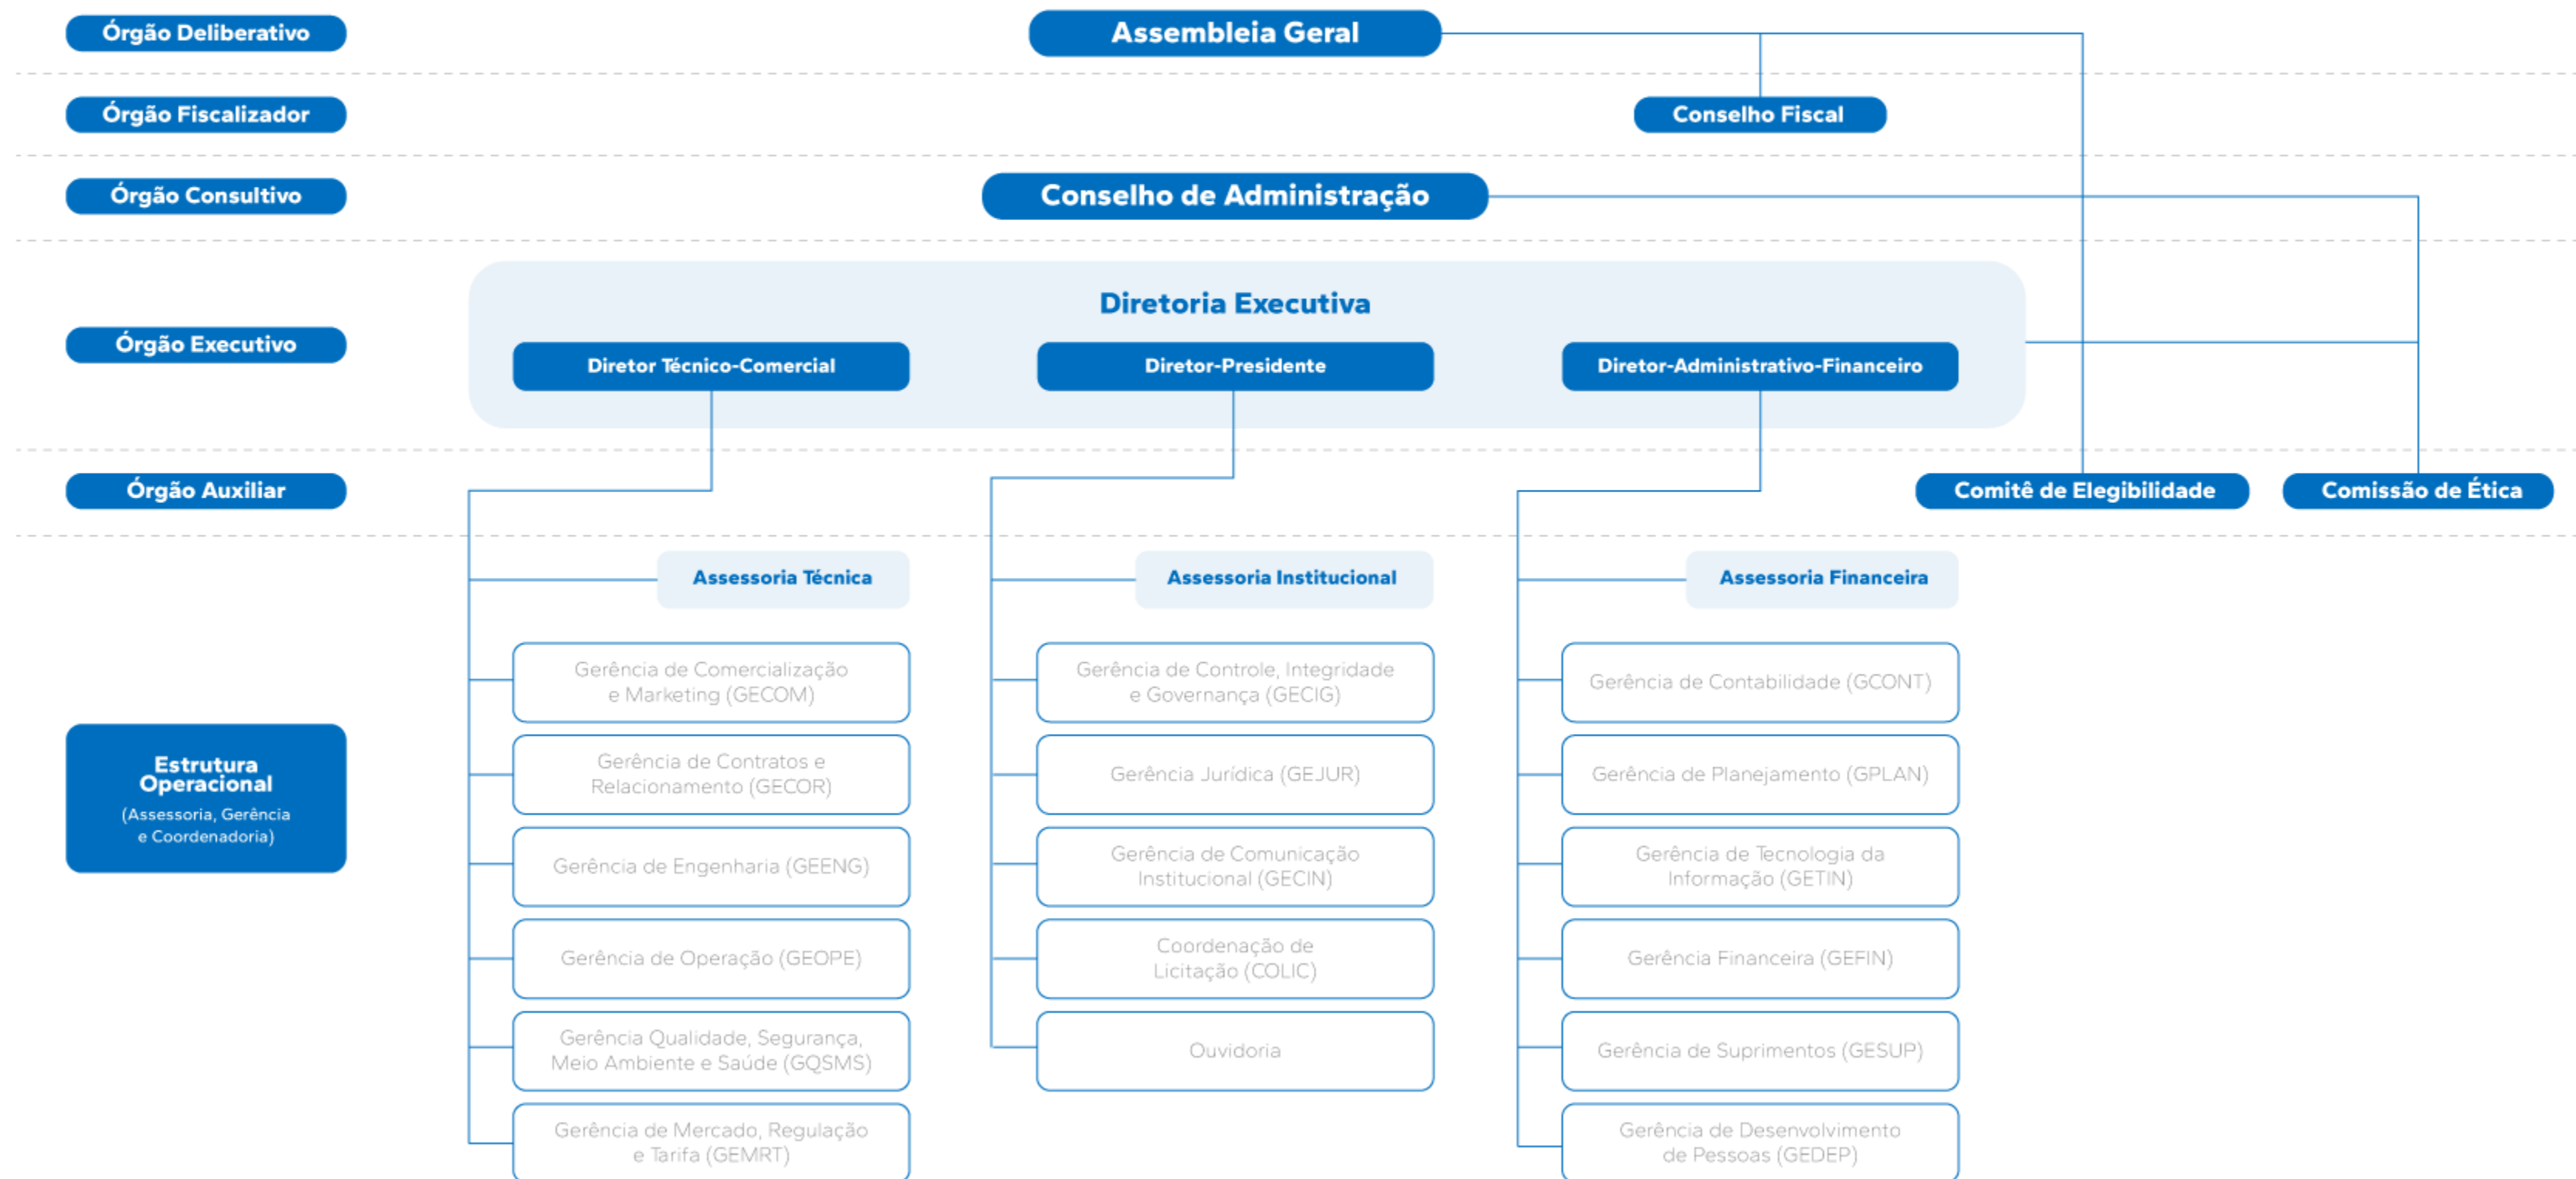 Órgão Deliberativo
Assembleia Geral
Órgão Fiscalizador
Conselho Fiscal
Órgão Consultivo
Conselho de Administração
Diretoria Executiva
Órgão Executivo
Diretor Técnico-Comercial
Diretor-Presidente
Diretor-Administrativo-Financeiro
Órgão Auxiliar
Comitê de Elegibilidade
Comissão de Ética
Assessoria Técnica
Assessoria Institucional
Assessoria Financeira
Estrutura
Operacional
(Assessoria, Gerência
e Coordenadoria)
Gerência de Comercialização
e Marketing (GECOM)
Gerência de Contratos e
Relacionamento (GECOR)
Gerência de Engenharia (GEENG)
Gerência de Operação (GEOPE)
Gerência Qualidade, Segurança,
Meio Ambiente e Saúde (GQSMS)
Gerência de Mercado, Regulação
e Tarifa (GEMRT)
Gerência de Controle, Integridade
e Governança (GECIG)
Gerência Jurídica (GEJUR)
Gerência de Comunicação
Institucional (GECIN)
Coordenação de
Licitação (COLIC)
Ouvidoria
Gerência de Contabilidade (GCONT)
Gerência de Planejamento (GPLAN)
Gerência de Tecnologia da
Informação (GETIN)
Gerência Financeira (GEFIN)
Gerência de Suprimentos (GESUP)
Gerência de Desenvolvimento
de Pessoas (GEDEP)